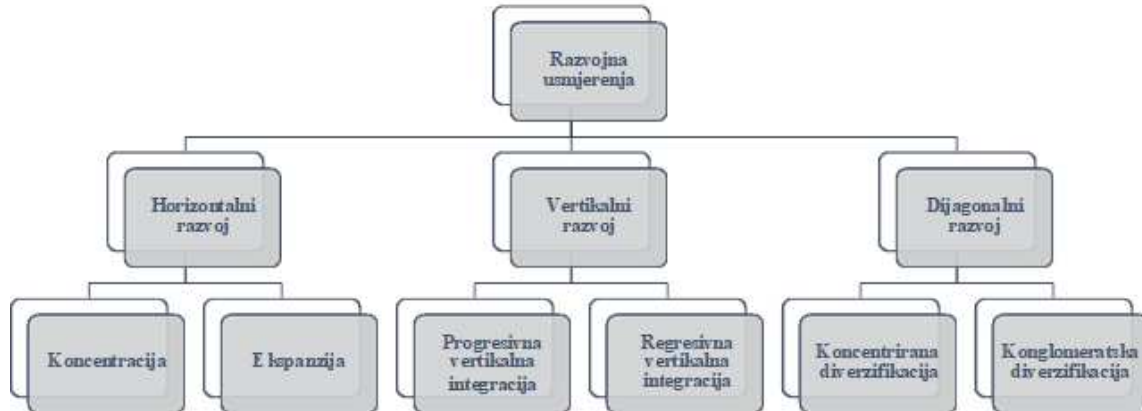 Razvojna
usmjerenja
Horizontalni
razvoj
Vertikalni
razvoj
Dijagonalni
razvoj
Koncentracija
Ekspanzija
Progresivna
vertikalna
integracija
Regresivna
vertikalna
integracija
Koncentrirana
diverzifikacija
Konglomeratska
diverzifikacija